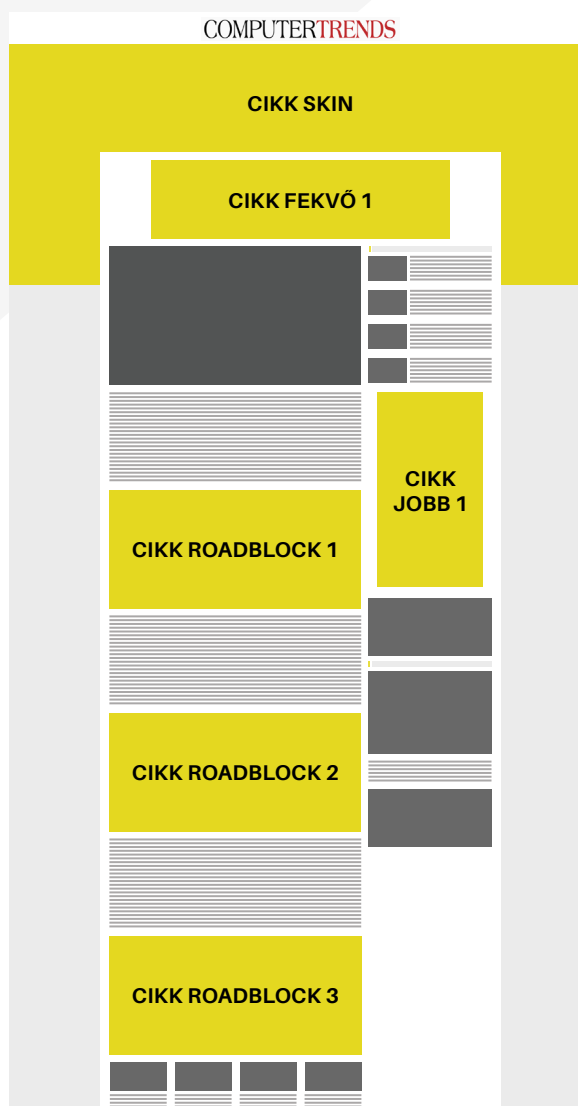 COMPUTERTRENDS
CIKK SKIN
CIKK FEKVŐ 1
CIKK
JOBB 1
CIKK ROADBLOCK 1
CIKK ROADBLOCK 2
CIKK ROADBLOCK 3